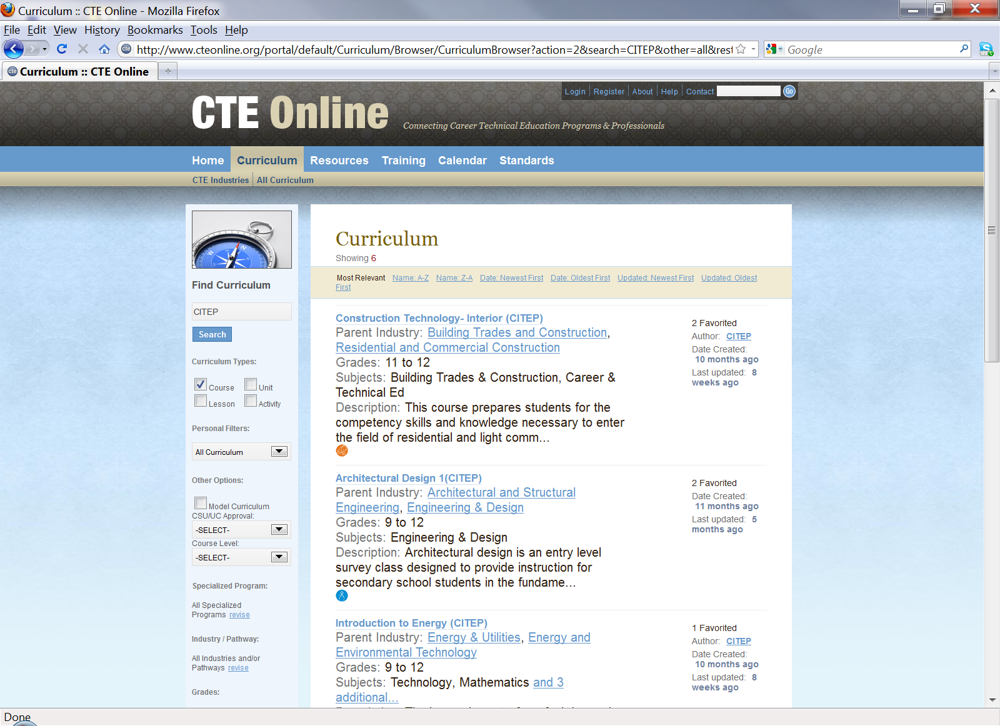 Curriculum :: CTE Online - Mozilla Firefox
File Edit View History Bookmarks Tools Help
cte http://www.cteonline.org/portal/default/Curriculum/Browser/CurriculumBrowser?action=2&search=CITEP&other=all&rest
Google
cte Curriculum :: CTE Online
Login Register About Help Contact Go
CTE Online
Connecting Career Technical Education Programs & Professionals
Home Curriculum Resources Training Calendar Standards
CTE Industries All Curriculum
W N
Find Curriculum
CITEP
Search
Curriculum Types:
Course Unit
Lesson Activity
Personal Filters:
All Curriculum
Other Options:
Model Curriculum
CSU/UC Approval:
-SELECT-
Course Level:
-SELECT-
Specialized Program:
All Specialized
Programs revise
Industry / Pathway:
All Industries and/or
Pathways revise
Grades:
Curriculum
Showing 6
Most Relevant Name: A-Z Name: Z-A Date: Newest First Date: Oldest First Updated: Newest First Updated: Oldest
First
Construction Technology- Interior (CITEP)
Parent Industry: Building Trades and Construction,
Residential and Commercial Construction
Grades: 11 to 12
Subjects: Building Trades & Construction, Career &
Technical Ed
Description: This course prepares students for the
competency skills and knowledge necessary to enter
the field of residential and light comm...
2 Favorited
Author: CITEP
Date Created:
10 months ago
Last updated: 8
weeks ago
Architectural Design 1(CITEP)
Parent Industry: Architectural and Structural
Engineering, Engineering & Design
Grades: 9 to 12
Subjects: Engineering & Design
Description: Architectural design is an entry level
survey class designed to provide instruction for
secondary school students in the fundame...
2 Favorited
Date Created:
11 months ago
Last updated: 5
months ago
Introduction to Energy (CITEP)
Parent Industry: Energy & Utilities, Energy and
Environmental Technology
Grades: 9 to 12
Subjects: Technology, Mathematics and 3
additional...
1 Favorited
Author: CITEP
Date Created:
10 months ago
Last updated: 8
weeks ago
Done